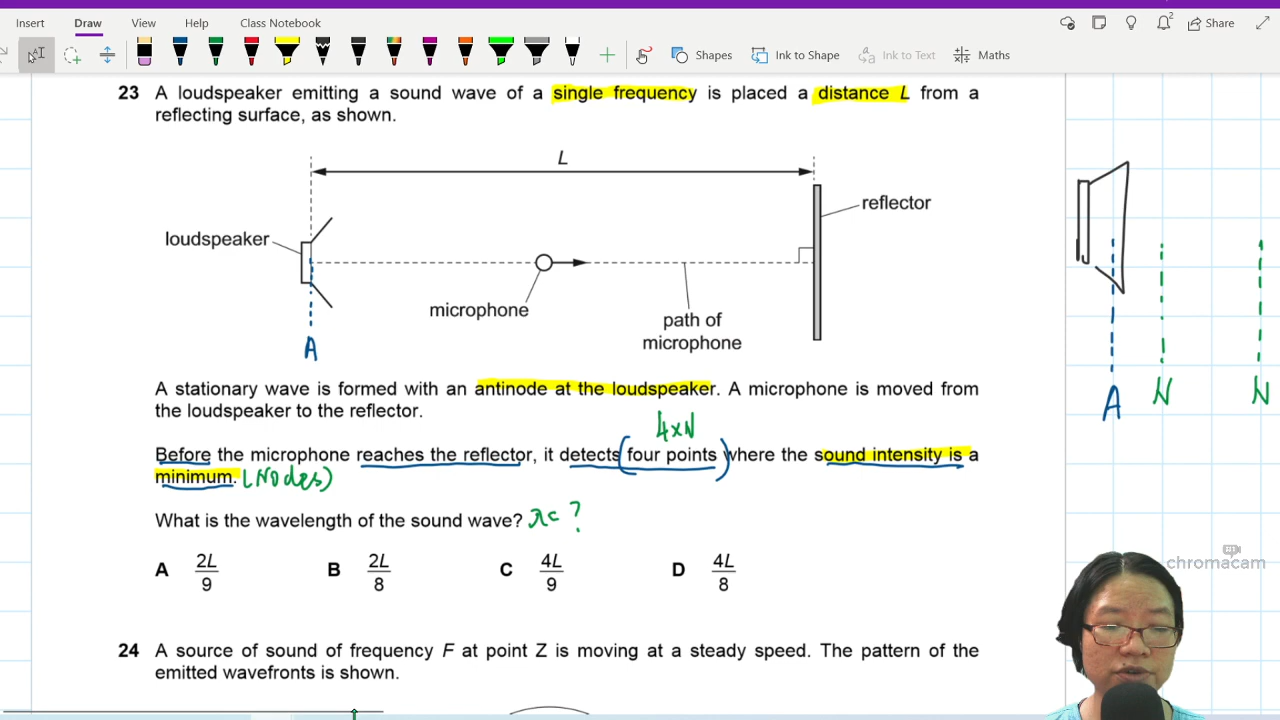 Insert Draw View Help Class Notebook
2 Share
Shapes Ink to Shape Ink to Text Maths
23 A loudspeaker emitting a sound wave of a single frequency is placed a distance L from a
reflecting surface, as shown.
L
reflector
loudspeaker
microphone
path of
microphone
A
A N N
A stationary wave is formed with an antinode at the loudspeaker. A microphone is moved from
the loudspeaker to the reflector.
4×N
Before the microphone reaches the reflector, it detects (four points) where the sound intensity is a
minimum. (Nodes)
What is the wavelength of the sound wave? λ= ?
A 2L/9 B 2L/8 C 4L/9 D 4L/8
chromacam
24 A source of sound of frequency F at point Z is moving at a steady speed. The pattern of the
emitted wavefronts is shown.